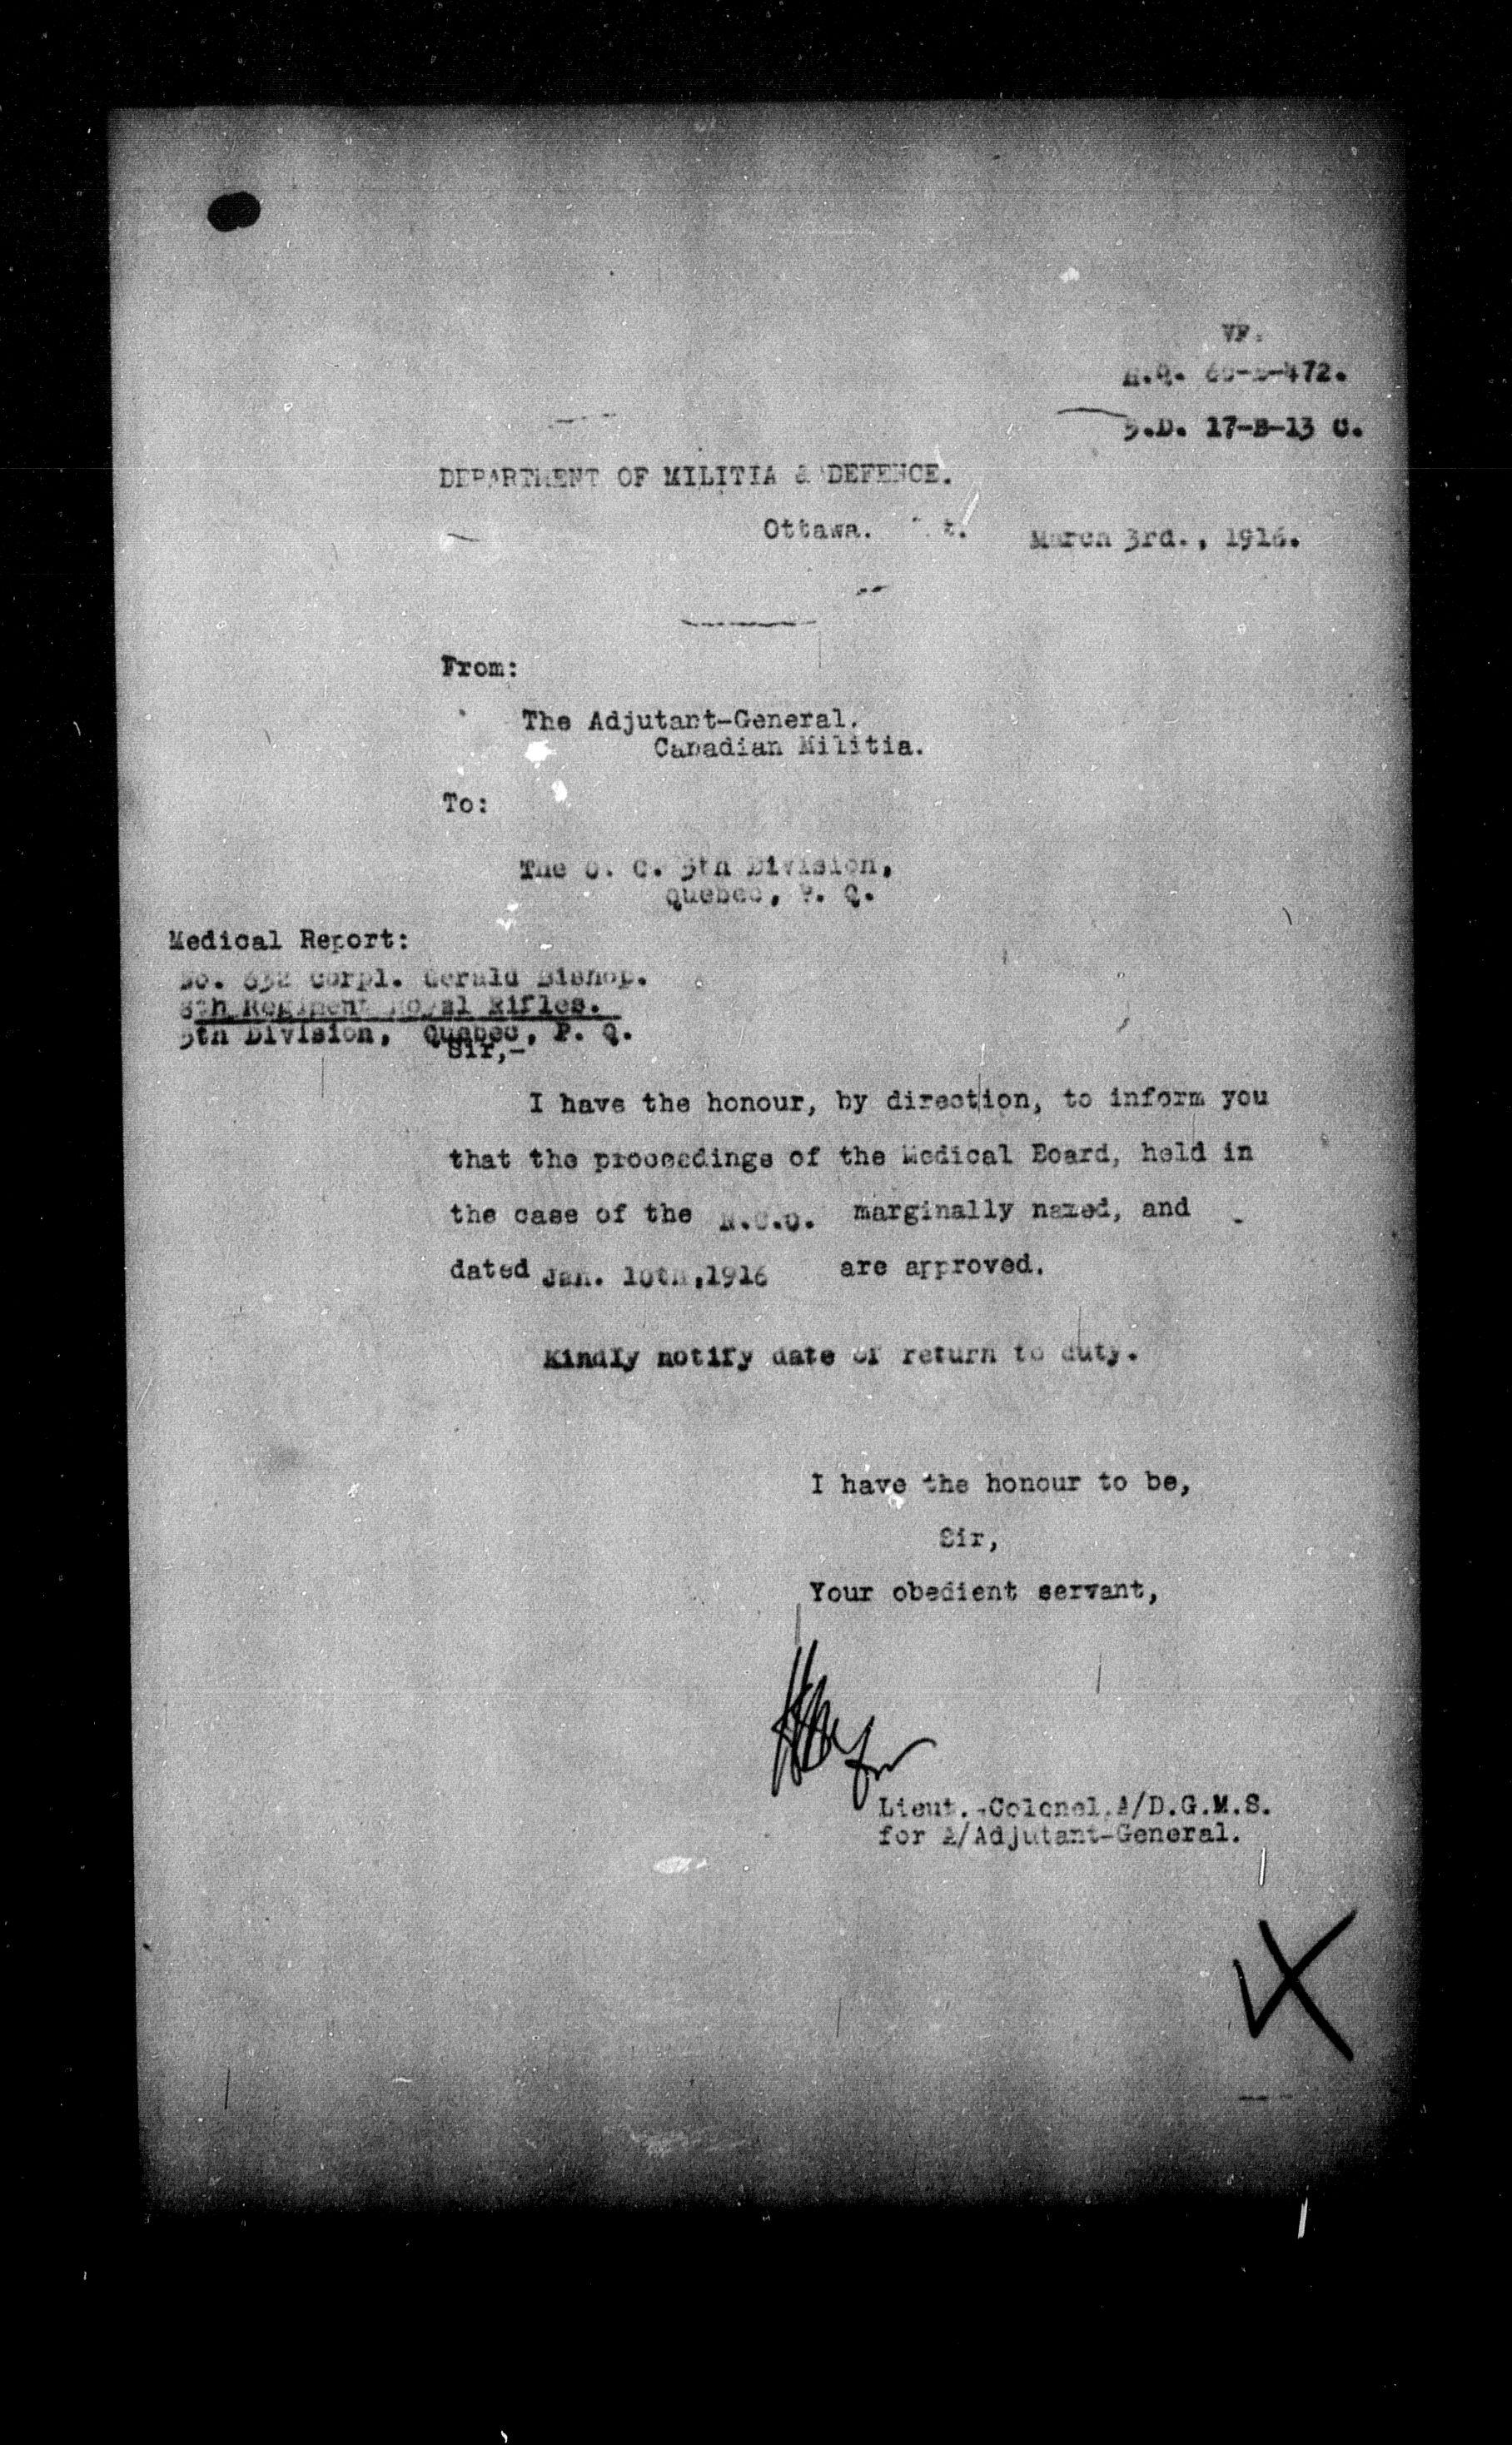 VF.
H.Q. 472.
5.D. 17-B-13 C.
DEPARTMENT OF MILITIA & DEFENCE.
Ottawa.
March 3rd., 1916.
From:
The Adjutant-General.
Canadian Militia.
To:
The O. C. 5th Division,
Quebec, P. Q.
Medical Report:
No. 632 Corpl. Gerald Bishop.
8th Regiment Royal Rifles.
5th Division, Quebec, P. Q.
Sir,-
I have the honour, by direction, to inform you
that the proceedings of the Medical Board, held in
the case of the N.C.O. marginally named, and
dated Jan. 10th,1916 are approved.
Kindly notify date of return to duty.
I have the honour to be,
Sir,
Your obedient servant,
Lieut.-Colonel.A/D.G.M.S.
for A/Adjutant-General.